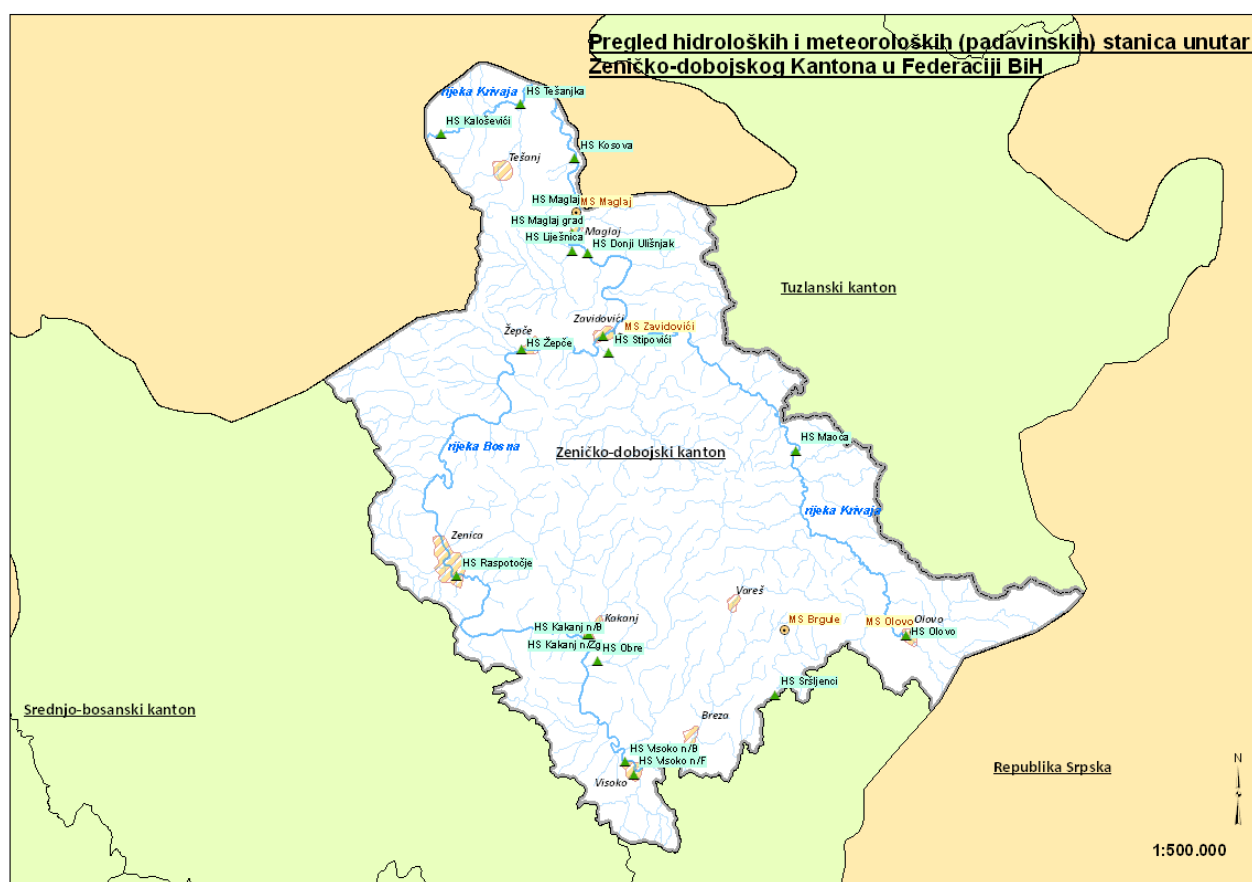 Pregled hidroloških i meteoroloških (padavinskih) stanica unutar
Zeničko-dobojskog Kantona u Federaciji BiH
rijeka Krivaja
HS Tešanjka
HS Kaloševići
Tešanj
HS Kosova
HS Maglaj
MS Maglaj
HS Maglaj grad
Maglaj
HS Liješnica
HS Donji Ulišnjak
Tuzlanski kanton
Zavidovići
MS Zavidovići
Žepče
HS Žepče
HS Stipovići
rijeka Bosna
Zeničko-dobojski kanton
HS Maoča
rijeka Krivaja
Zenica
HS Raspotočje
Vareš
Kakanj
HS Kakanj n/B
MS Brgule
MS Olovo
Olovo
HS Olovo
HS Kakanj n/Zg
HS Obre
HS Sršljenci
Srednjo-bosanski kanton
Breza
HS Visoko n/B
HS Visoko n/F
Visoko
Republika Srpska
N
1:500.000